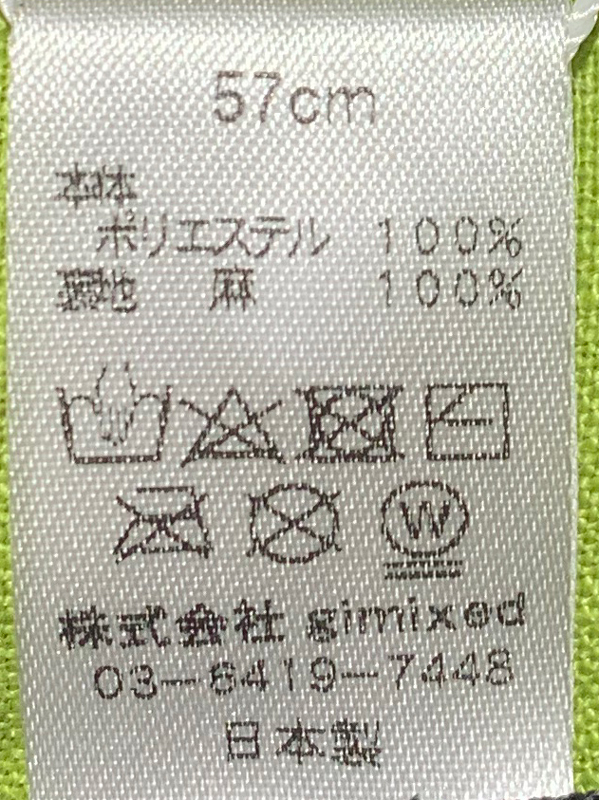 57cm
本体
ポリエステル 100%
裏地 麻 100%
W
株式会社 gimixed
03-6419-7448
日本製